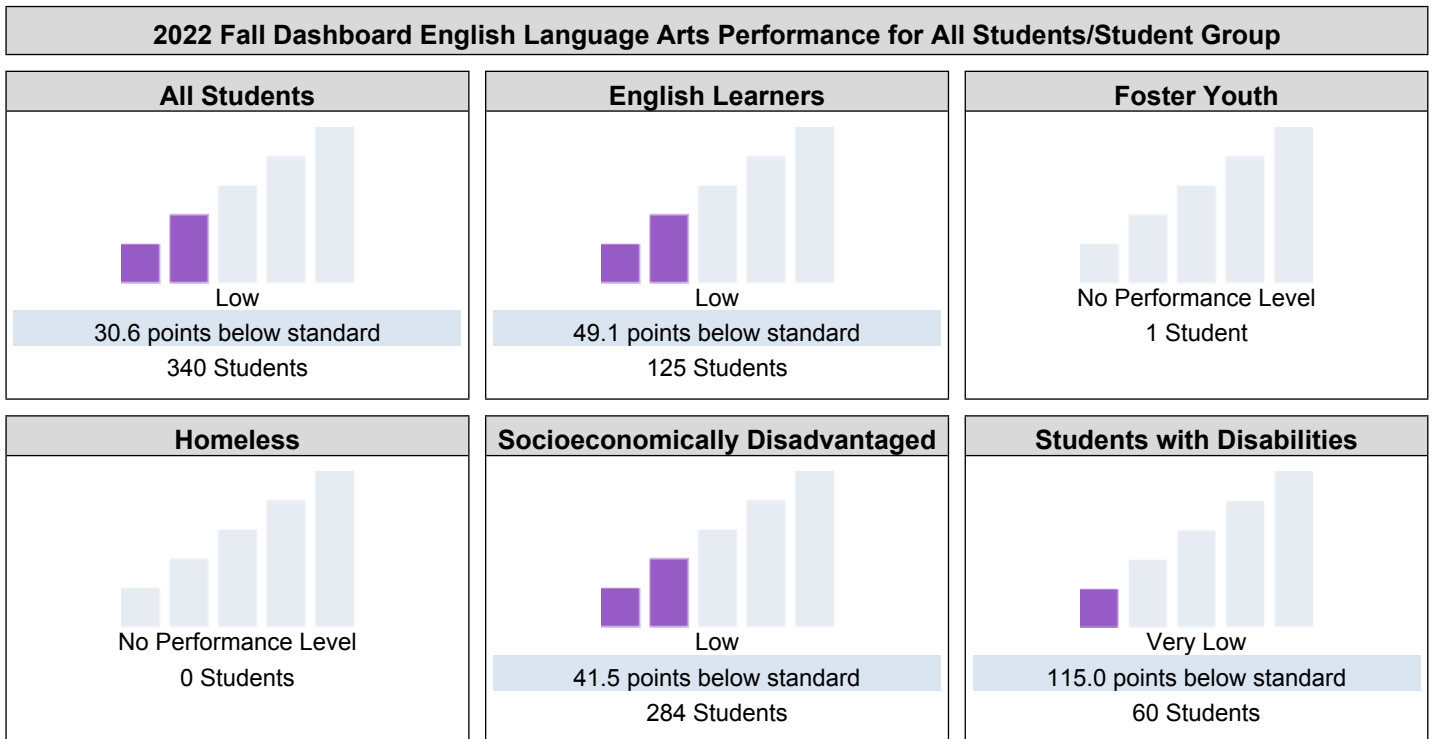 2022 Fall Dashboard English Language Arts Performance for All Students/Student Group
All Students
Low
30.6 points below standard
340 Students
English Learners
Low
49.1 points below standard
125 Students
Foster Youth
No Performance Level
1 Student
Homeless
No Performance Level
0 Students
Socioeconomically Disadvantaged
Low
41.5 points below standard
284 Students
Students with Disabilities
Very Low
115.0 points below standard
60 Students